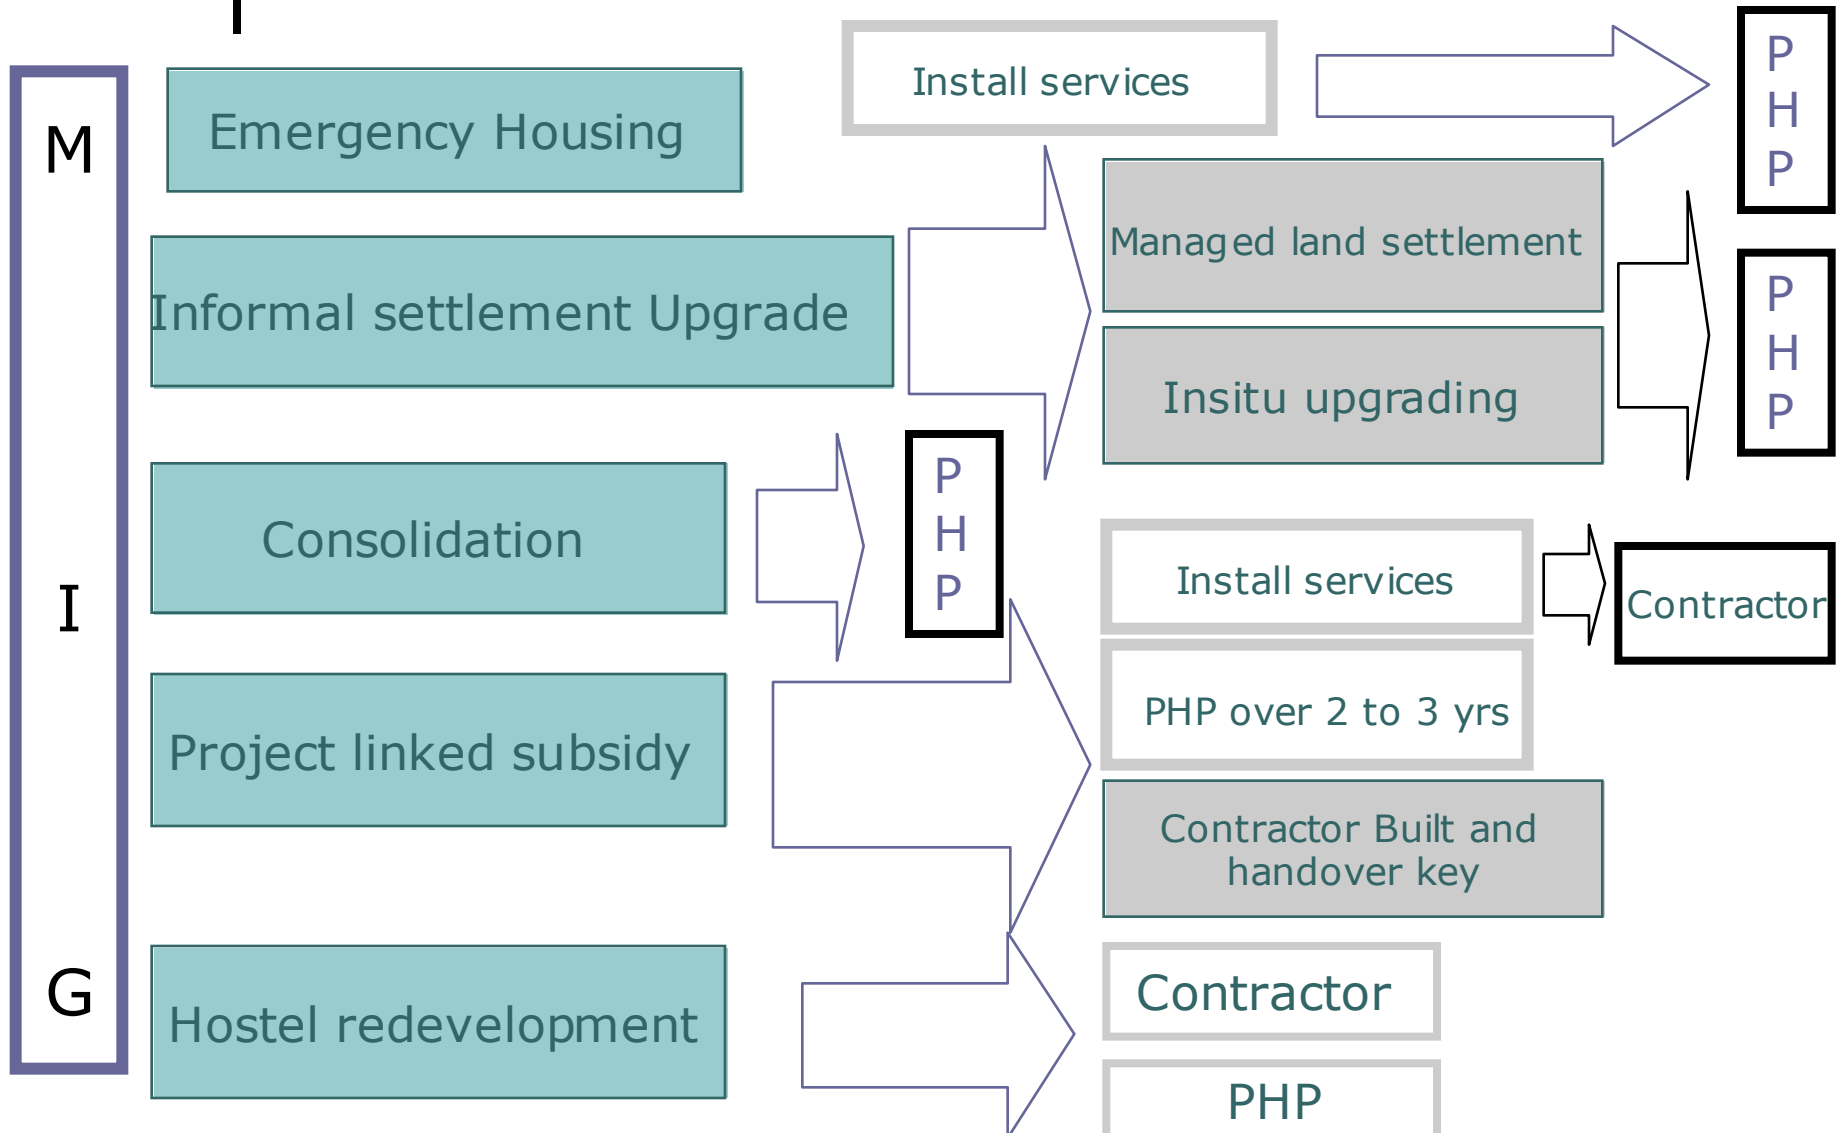 M
I
G
Emergency Housing
Install services
P
H
P
Informal settlement Upgrade
Managed land settlement
Insitu upgrading
P
H
P
Consolidation
P
H
P
Install services
Contractor
Project linked subsidy
PHP over 2 to 3 yrs
Contractor Built and
handover key
Hostel redevelopment
Contractor
PHP